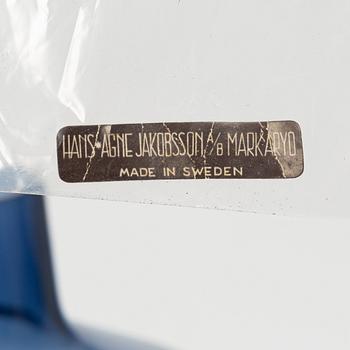 HANS-AGNE JAKOBSSON A/B MARKARYD
MADE IN SWEDEN